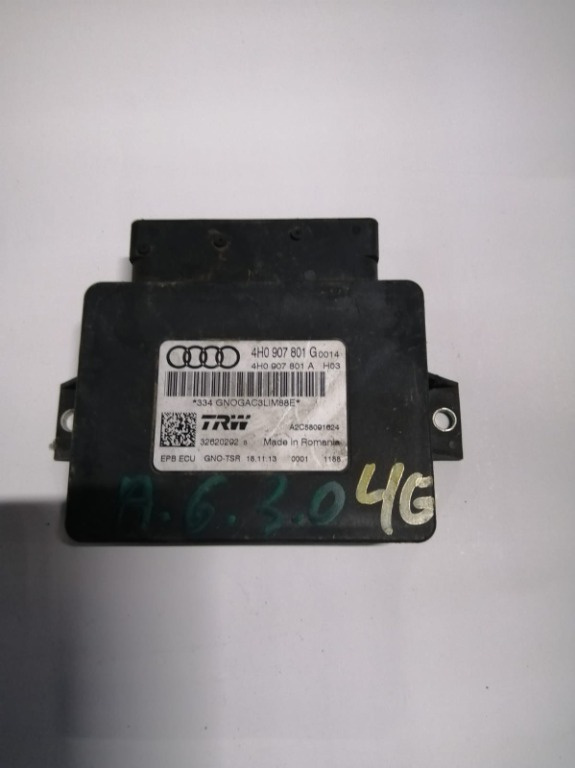 4H0 907 801 G 0014
4H0 907 801 A H03
*334 GNOGAC3LIM88E*
TRW
A2C58091624
32620292 B Made in Romania
EPB ECU GNO-TSR 18.11.13 0001 1168
A.6.3.0 4G